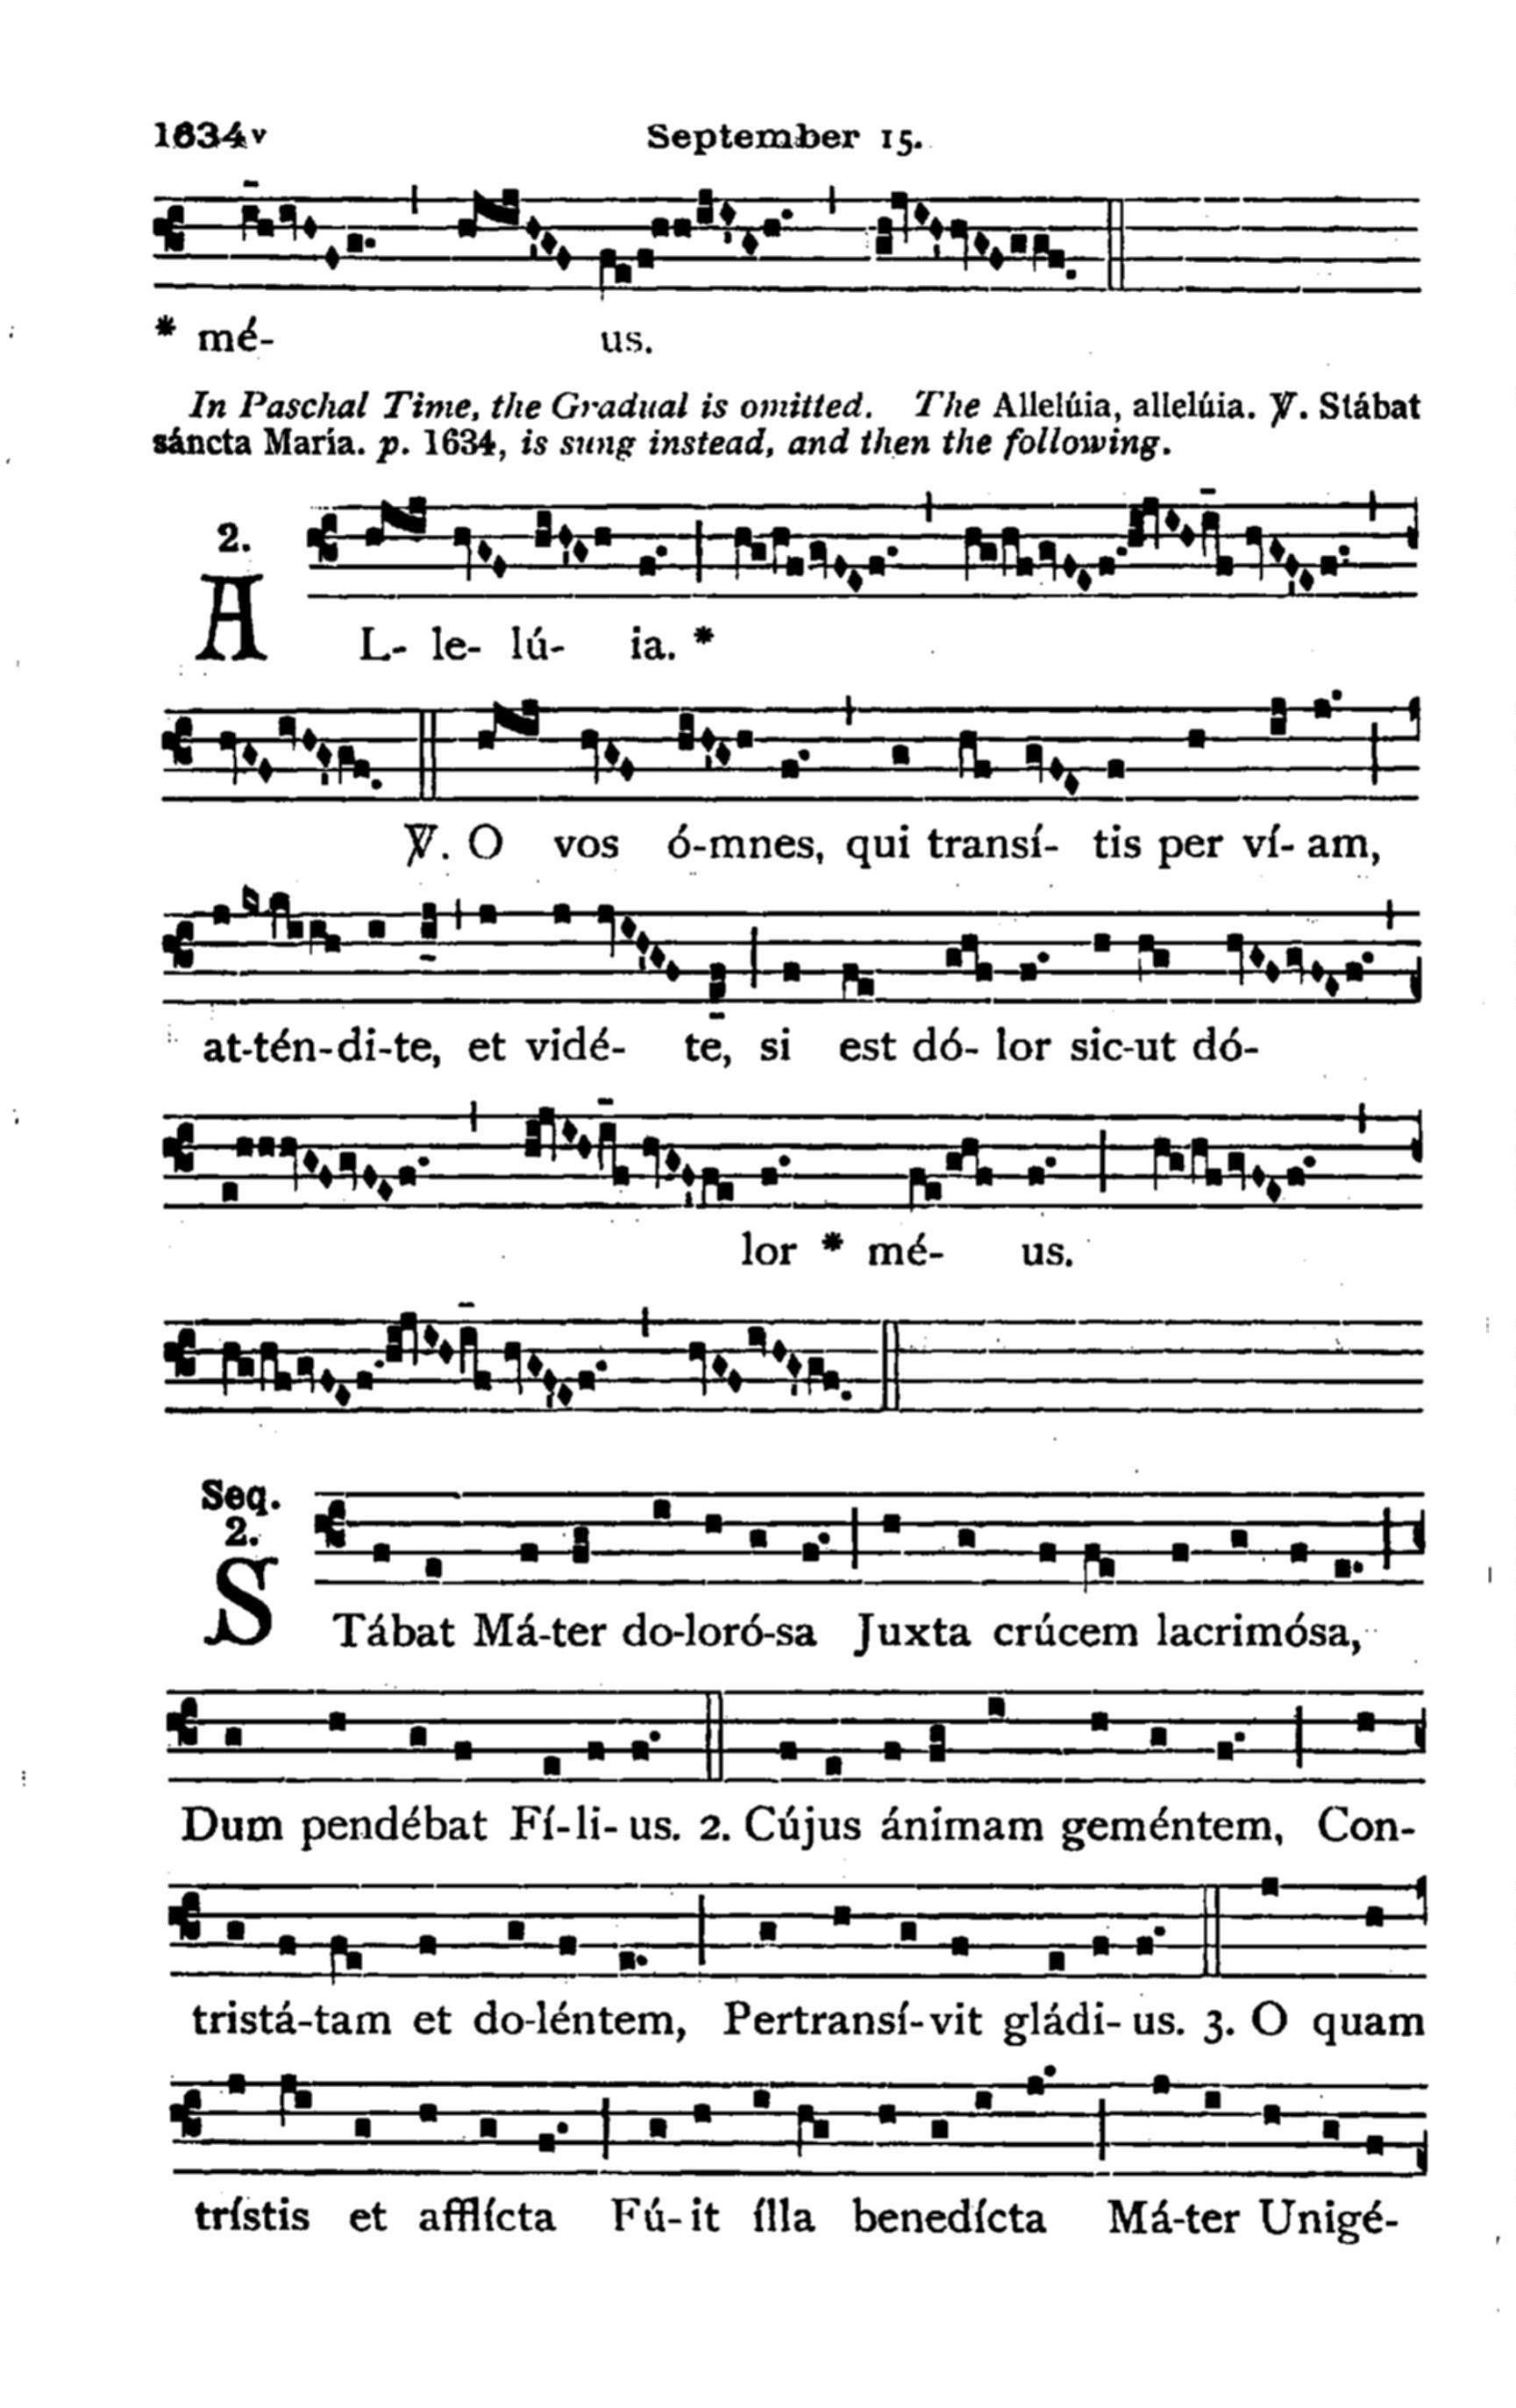 1634v September 15.
* mé- us.
In Paschal Time, the Gradual is omitted. The Allelúia, allelúia. ℣. Stábat
sáncta María. p. 1634, is sung instead, and then the following.
2.
AL- le- lú- ia. *
℣. O vos ó-mnes, qui transí- tis per ví- am,
at-tén-di-te, et vidé- te, si est dó- lor sic-ut dó-
lor * mé- us.
Seq.
2.
STábat Má-ter do-loró-sa Juxta crúcem lacrimósa,
Dum pendébat Fí-li- us. 2. Cújus ánimam geméntem, Con-
tristá-tam et do-léntem, Pertransí-vit gládi- us. 3. O quam
trístis et afflícta Fú-it ílla benedícta Má-ter Unigé-